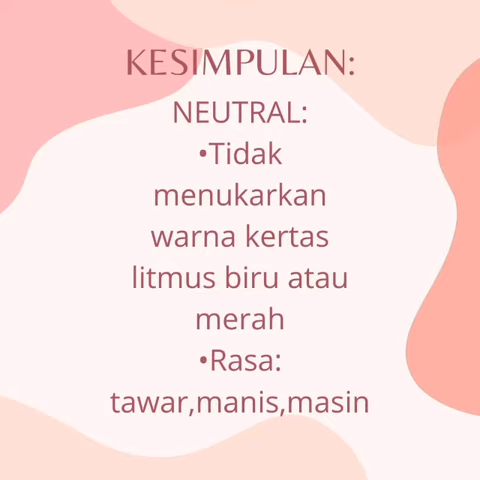 KESIMPULAN:
NEUTRAL:
•Tidak
menukarkan
warna kertas
litmus biru atau
merah
•Rasa:
tawar,manis,masin